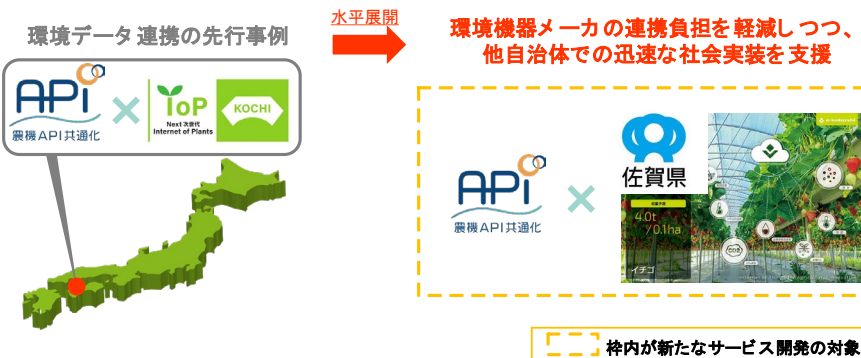 環境データ連携の先行事例
水平展開
環境機器メーカの連携負担を軽減しつつ、
他自治体での迅速な社会実装を支援
API
農機API共通化
×
IoP
Next次世代
Internet of Plants
KOCHI
API
農機API共通化
×
佐賀県
4.0t
/0.1ha
イチゴ
CO2
枠内が新たなサービス開発の対象